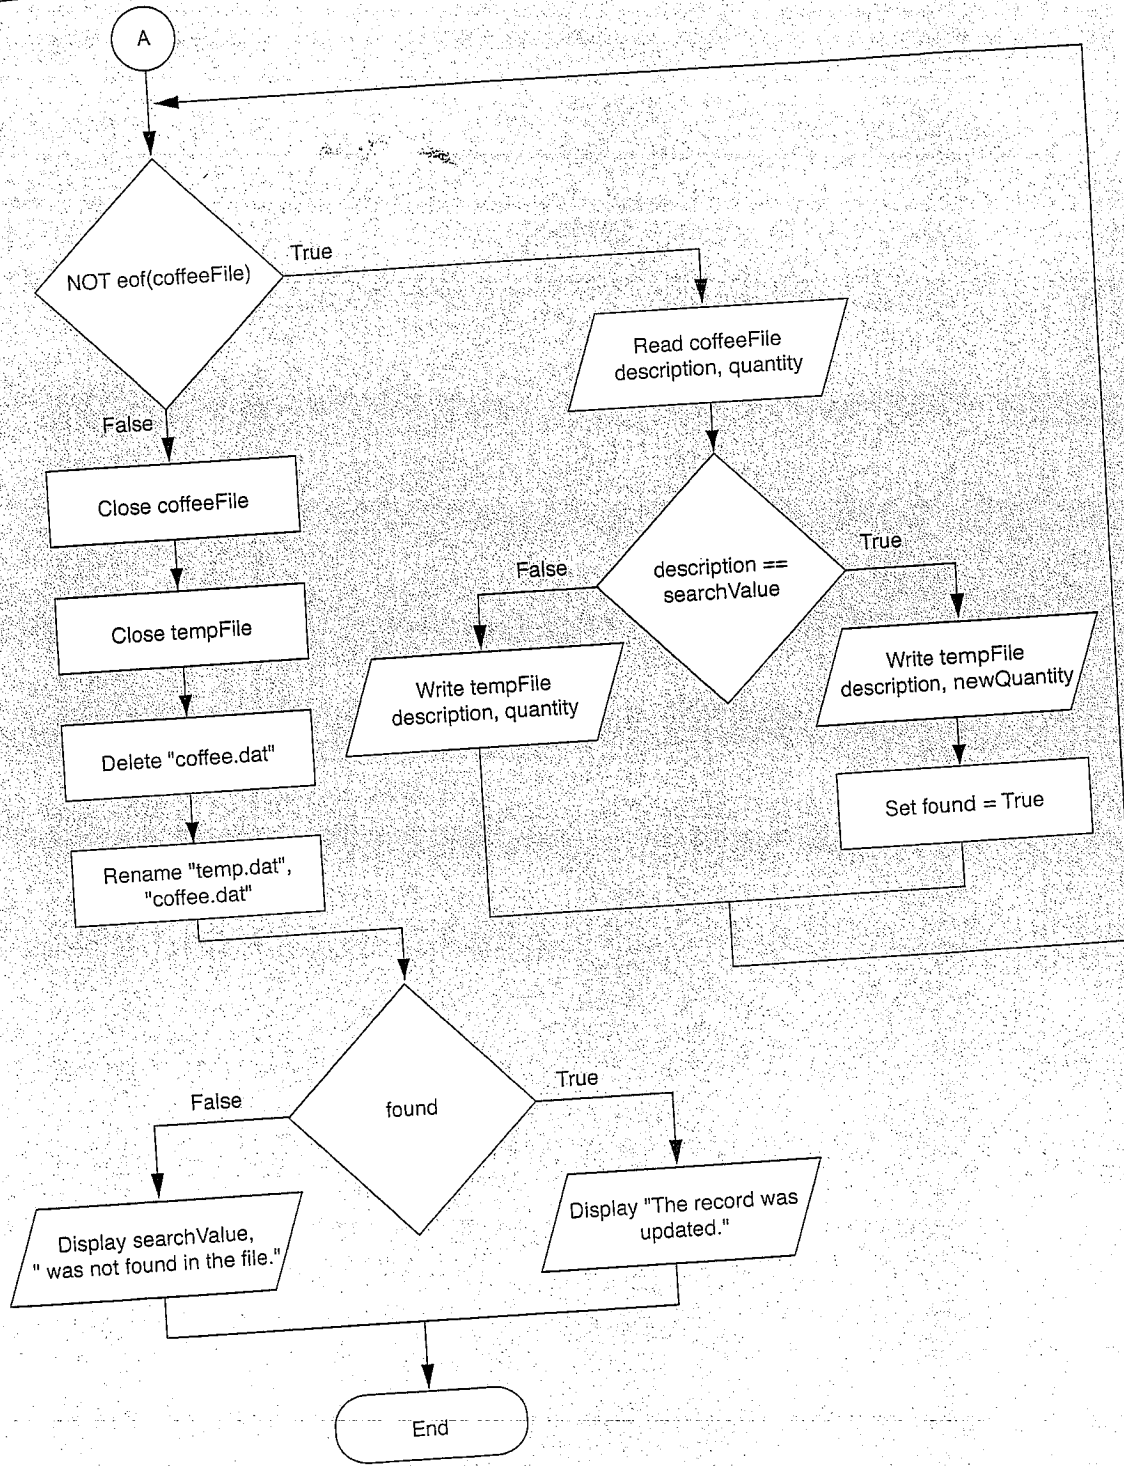 A
NOT eof(coffeeFile)
True
Read coffeeFile
description, quantity
False
Close coffeeFile
description ==
searchValue
False
True
Close tempFile
Write tempFile
description, quantity
Write tempFile
description, newQuantity
Delete "coffee.dat"
Set found = True
Rename "temp.dat",
"coffee.dat"
found
False
True
Display searchValue,
" was not found in the file."
Display "The record was
updated."
End